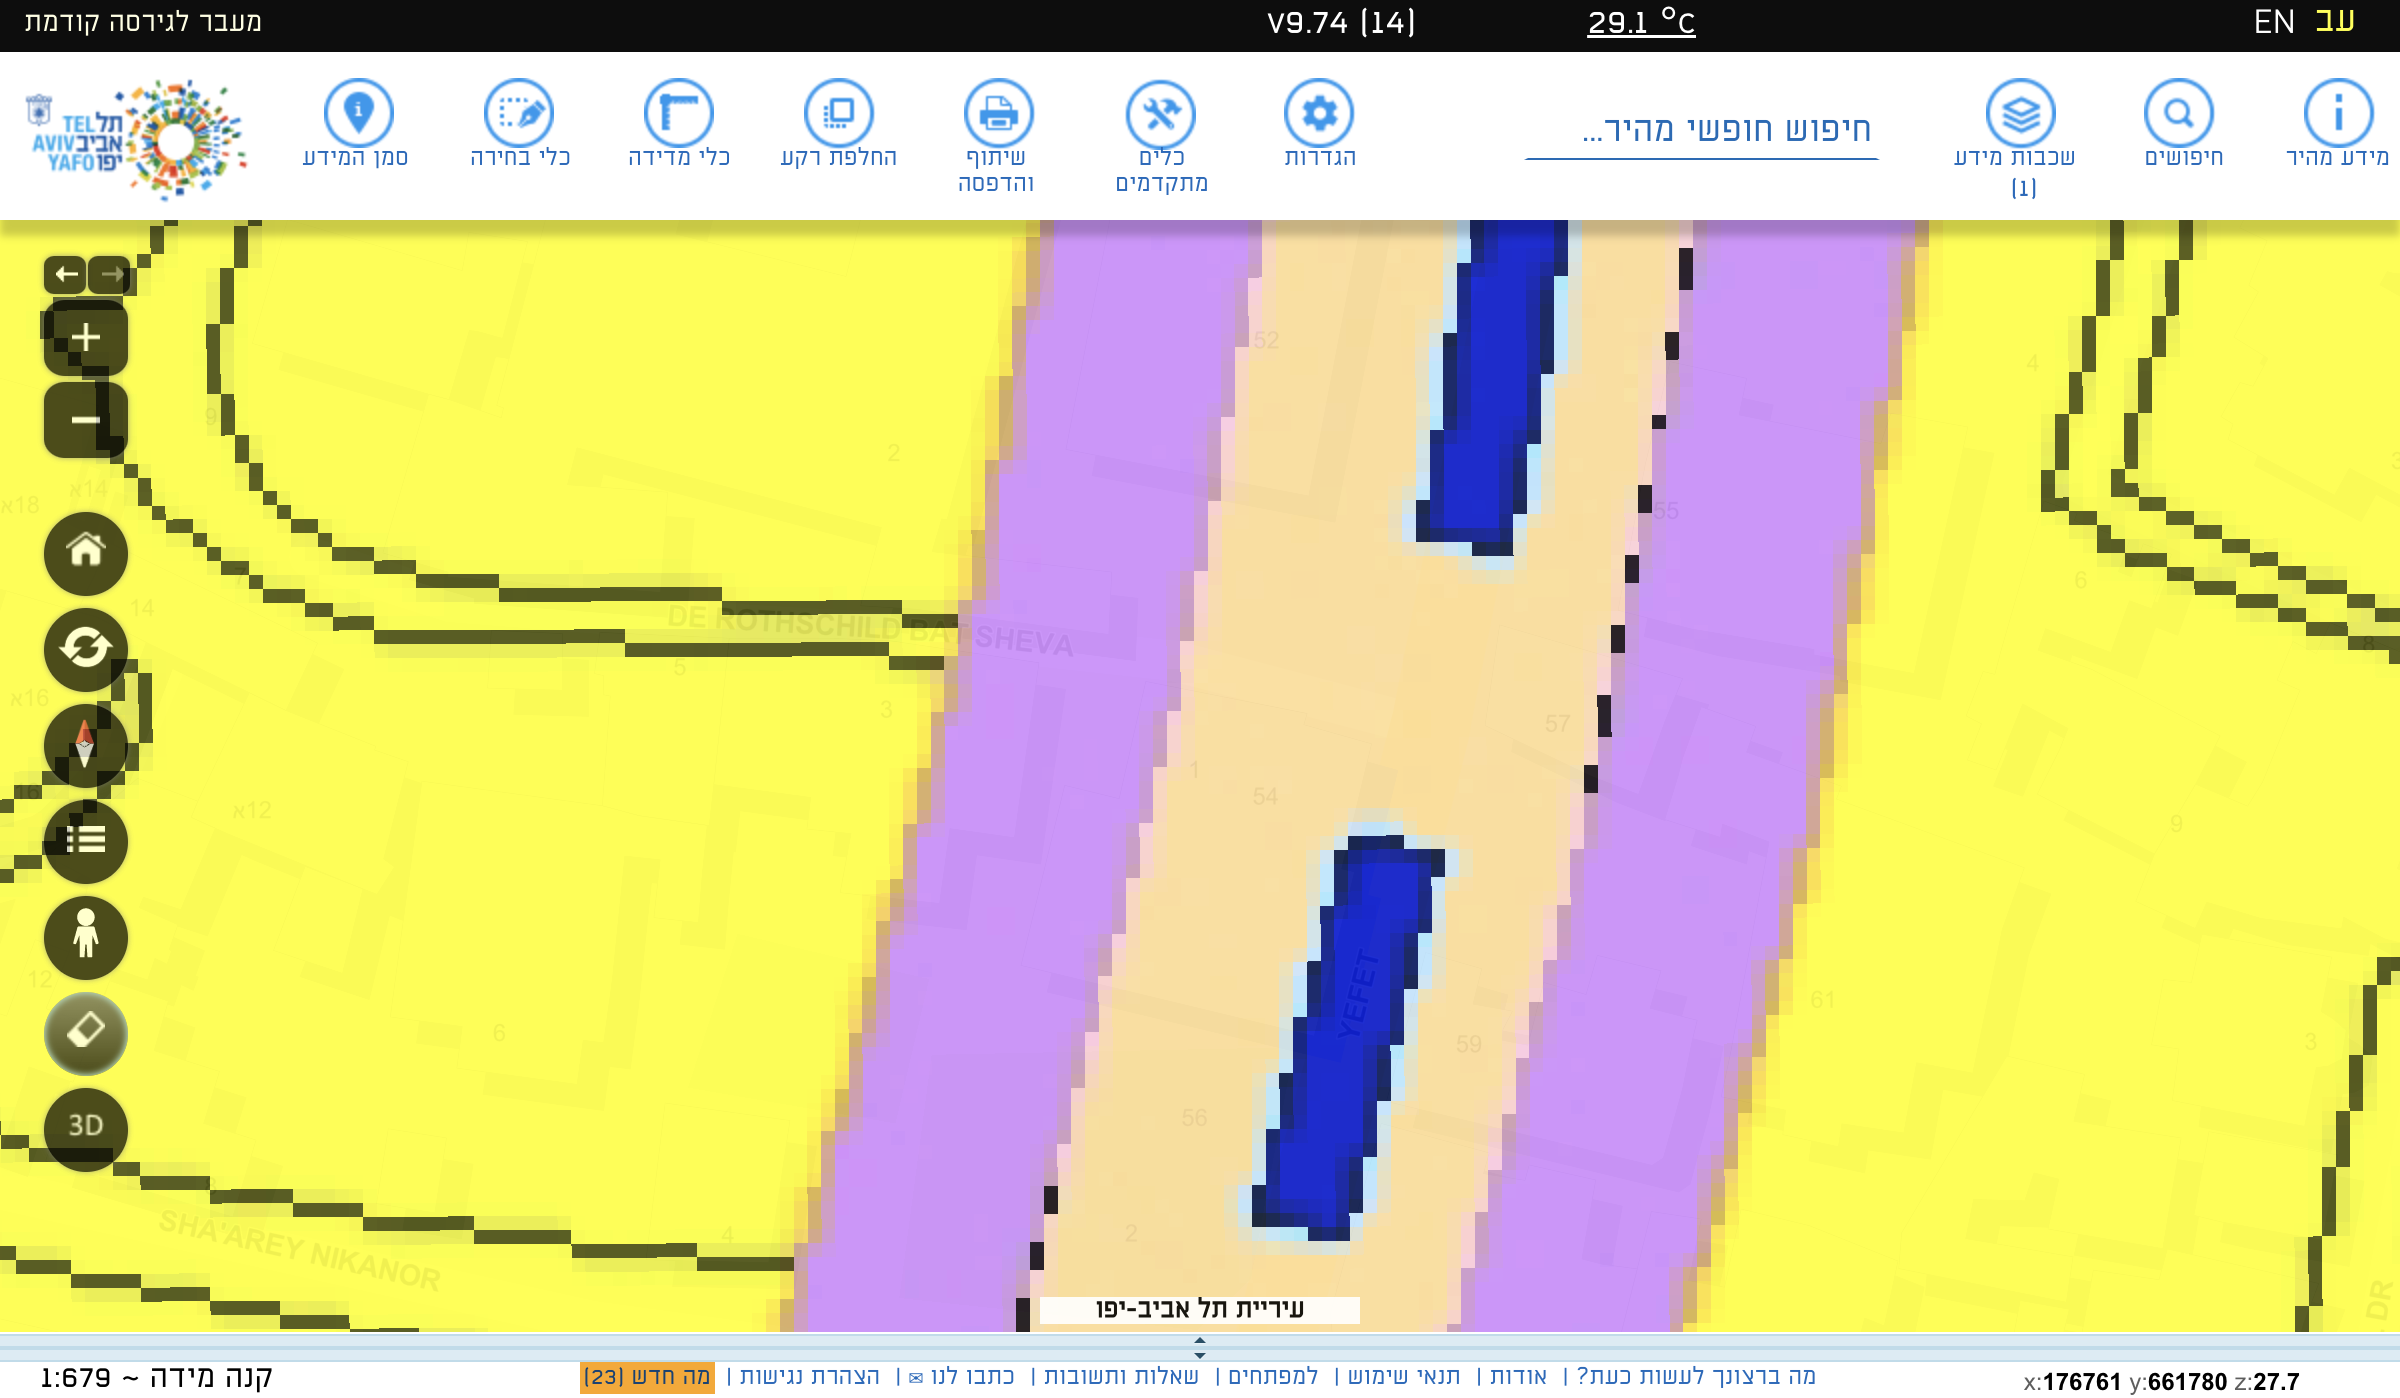 מעבר לגירסה קודמת
V9.74 (14)
29.1 °C
EN עב
תל אביב יפו
TEL AVIV YAFO
סמן המידע
כלי בחירה
כלי מדידה
החלפת רקע
שיתוף והדפסה
כלים מתקדמים
הגדרות
חיפוש חופשי מהיר...
שכבות מידע (1)
חיפושים
מידע מהיר
52
4
9
2
א14
א18
55
7
6
14
DE ROTHSCHILD BAT SHEVA
8
5
א16
3
57
1
16
54
א12
9
12
YEFET
61
6
59
3
56
3D
SHA'AREY NIKANOR
4
2
DR
עיריית תל אביב-יפו
קנה מידה ~ 1:679
מה ברצונך לעשות כעת? | אודות | תנאי שימוש | למפתחים | שאלות ותשובות | כתבו לנו ✉ | הצהרת נגישות | מה חדש (23)
x:176761 y:661780 z:27.7